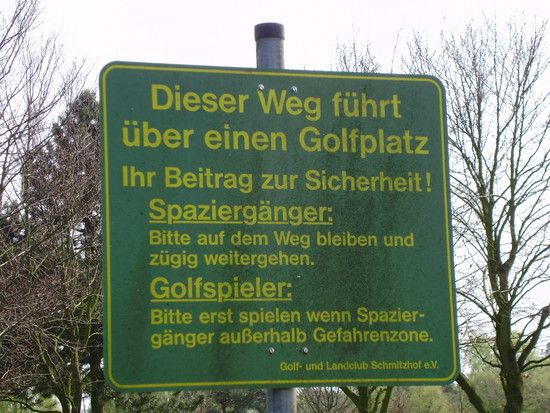 Dieser Weg führt
über einen Golfplatz
Ihr Beitrag zur Sicherheit!
Spaziergänger:
Bitte auf dem Weg bleiben und
zügig weitergehen.
Golfspieler:
Bitte erst spielen wenn Spazier-
gänger außerhalb Gefahrenzone.
Golf- und Landclub Schmitzhof e.V.